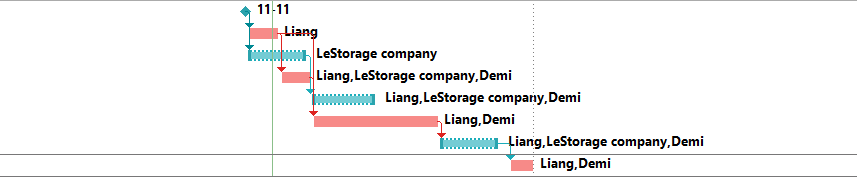 11-11
Liang
LeStorage company
Liang,LeStorage company,Demi
Liang,LeStorage company,Demi
Liang,Demi
Liang,LeStorage company,Demi
Liang,Demi